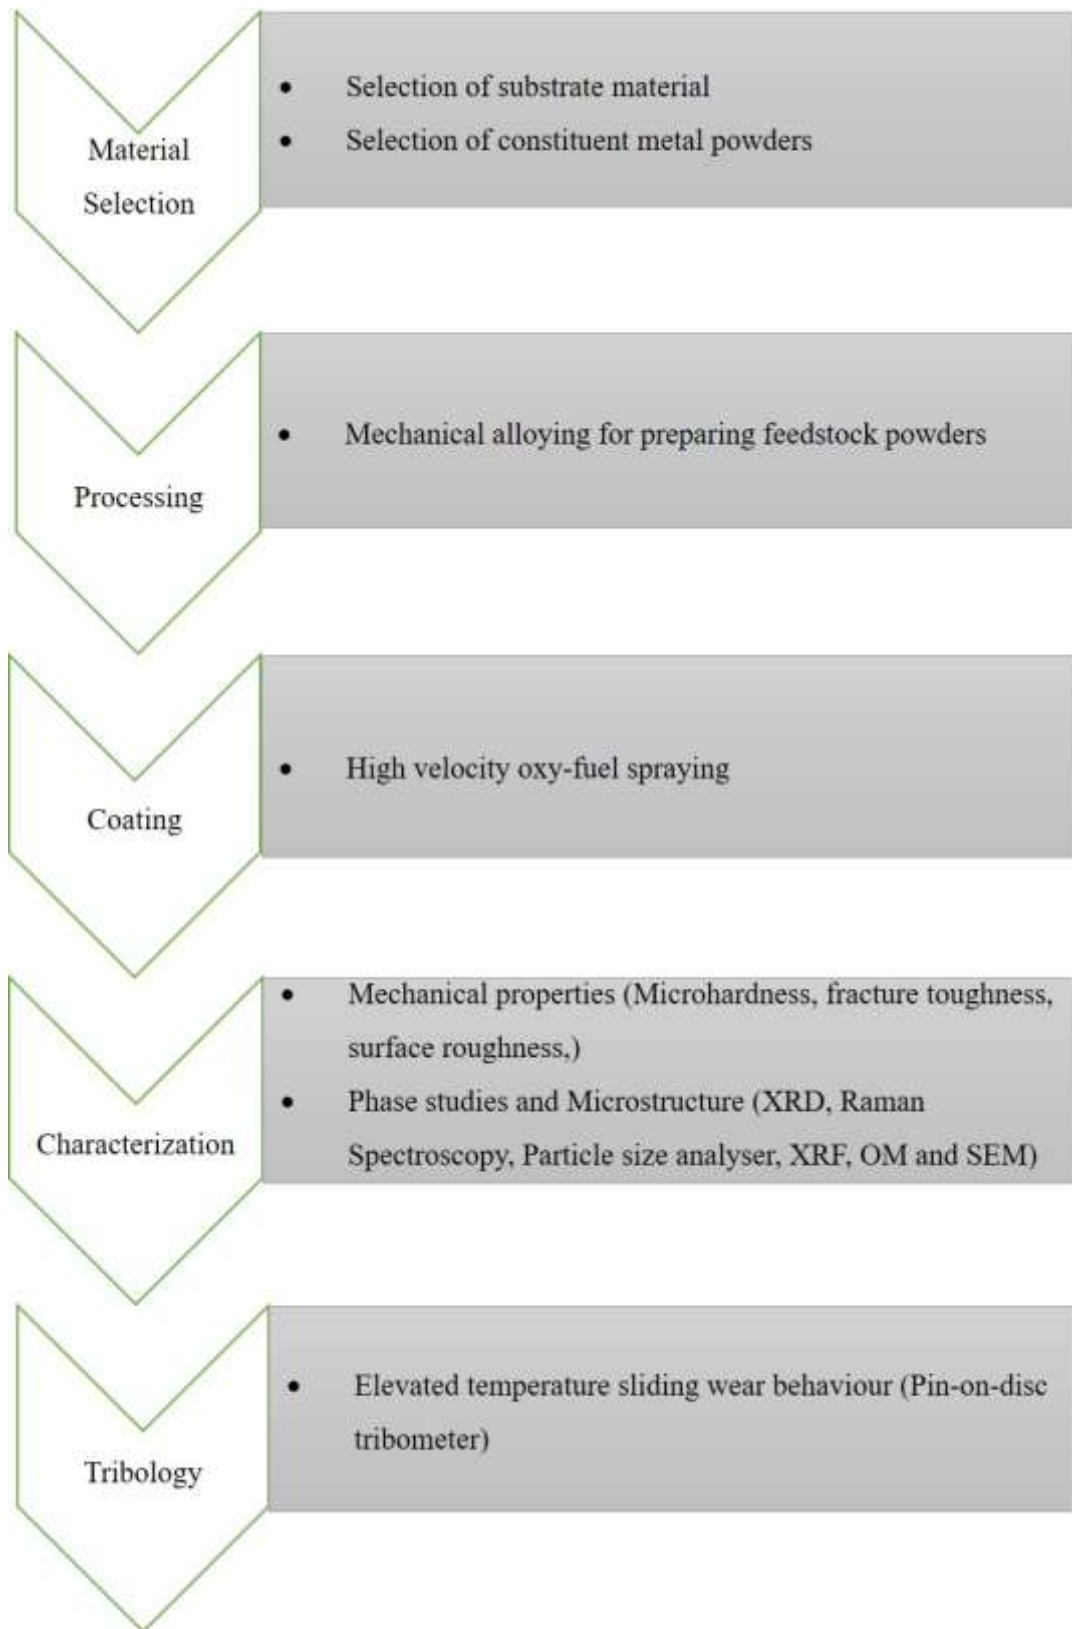 Material
Selection
• Selection of substrate material
• Selection of constituent metal powders
Processing
• Mechanical alloying for preparing feedstock powders
Coating
• High velocity oxy-fuel spraying
Characterization
• Mechanical properties (Microhardness, fracture toughness,
surface roughness,)
• Phase studies and Microstructure (XRD, Raman
Spectroscopy, Particle size analyser, XRF, OM and SEM)
Tribology
• Elevated temperature sliding wear behaviour (Pin-on-disc
tribometer)